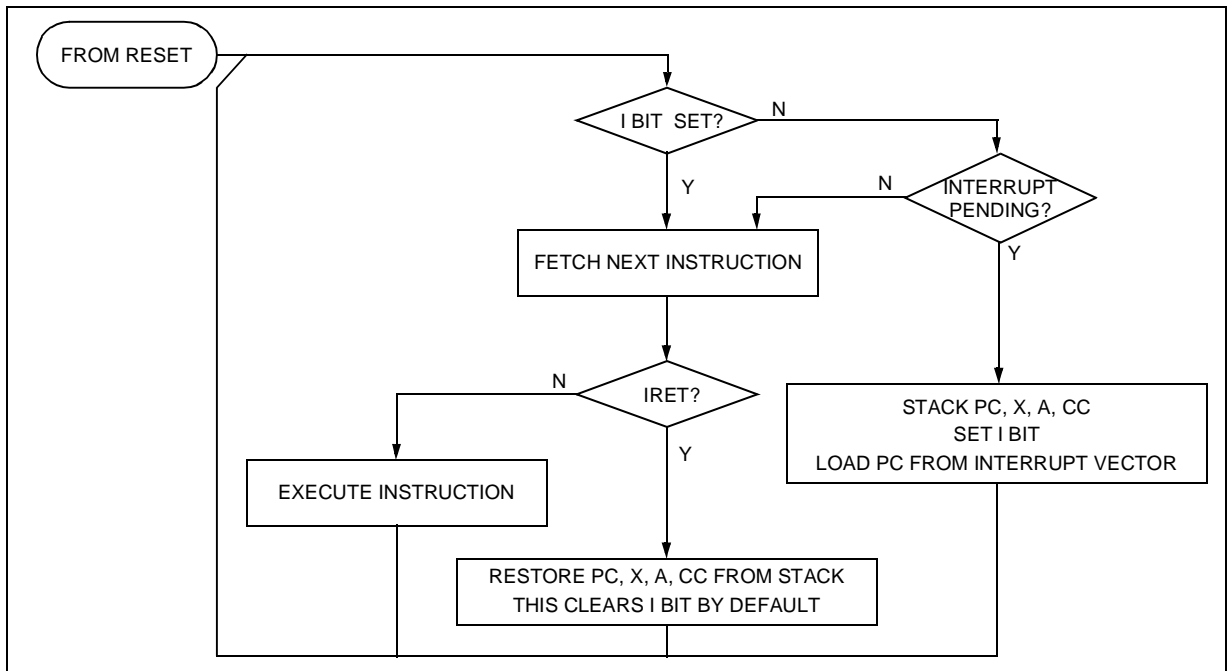 FROM RESET
I BIT SET?
N
Y
N
INTERRUPT
PENDING?
Y
FETCH NEXT INSTRUCTION
N
IRET?
Y
STACK PC, X, A, CC
SET I BIT
LOAD PC FROM INTERRUPT VECTOR
EXECUTE INSTRUCTION
RESTORE PC, X, A, CC FROM STACK
THIS CLEARS I BIT BY DEFAULT